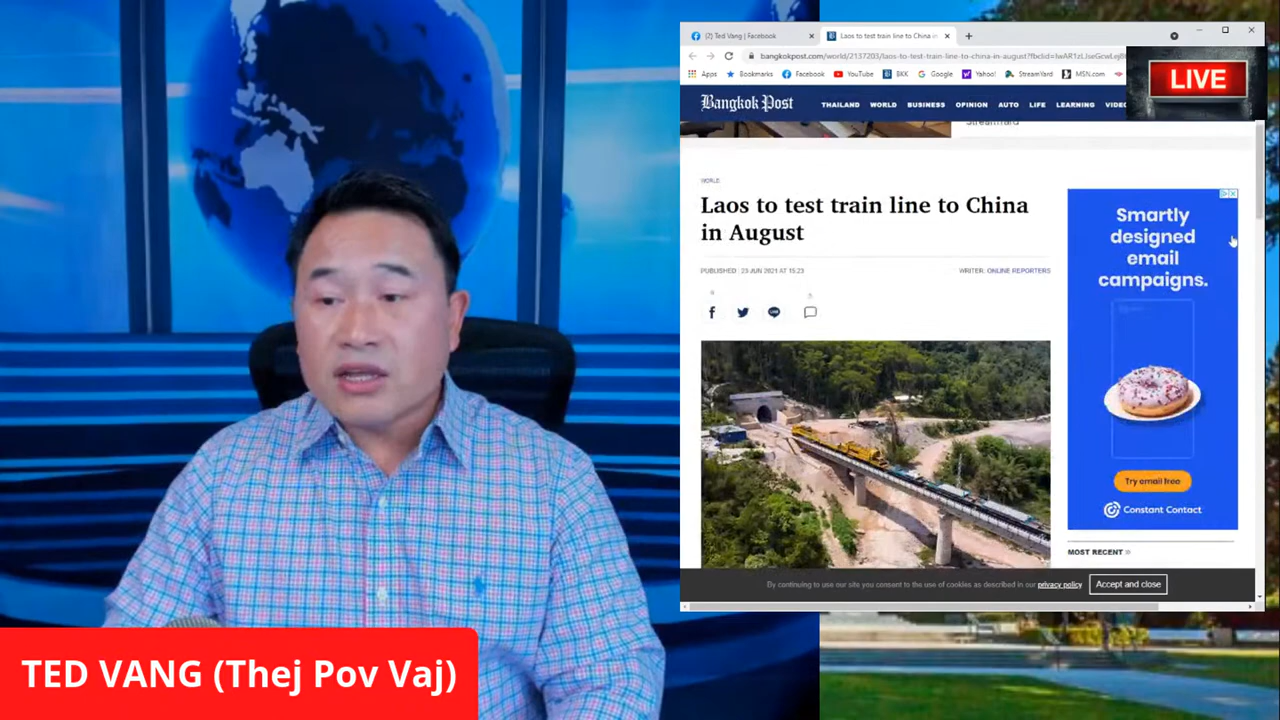 (2) Ted Vang | Facebook
Laos to test train line to China in
Apps Bookmarks Facebook YouTube BKK Google Yahoo! StreamYard MSN.com
LIVE
Bangkok Post
THAILAND WORLD BUSINESS OPINION AUTO LIFE LEARNING VIDEO
StreamYard
WORLD
Laos to test train line to China
in August
PUBLISHED : 23 JUN 2021 AT 15:23
WRITER: ONLINE REPORTERS
Smartly
designed
email
campaigns.
Try email free
Constant Contact
MOST RECENT
By continuing to use our site you consent to the use of cookies as described in our privacy policy
Accept and close
TED VANG (Thej Pov Vaj)